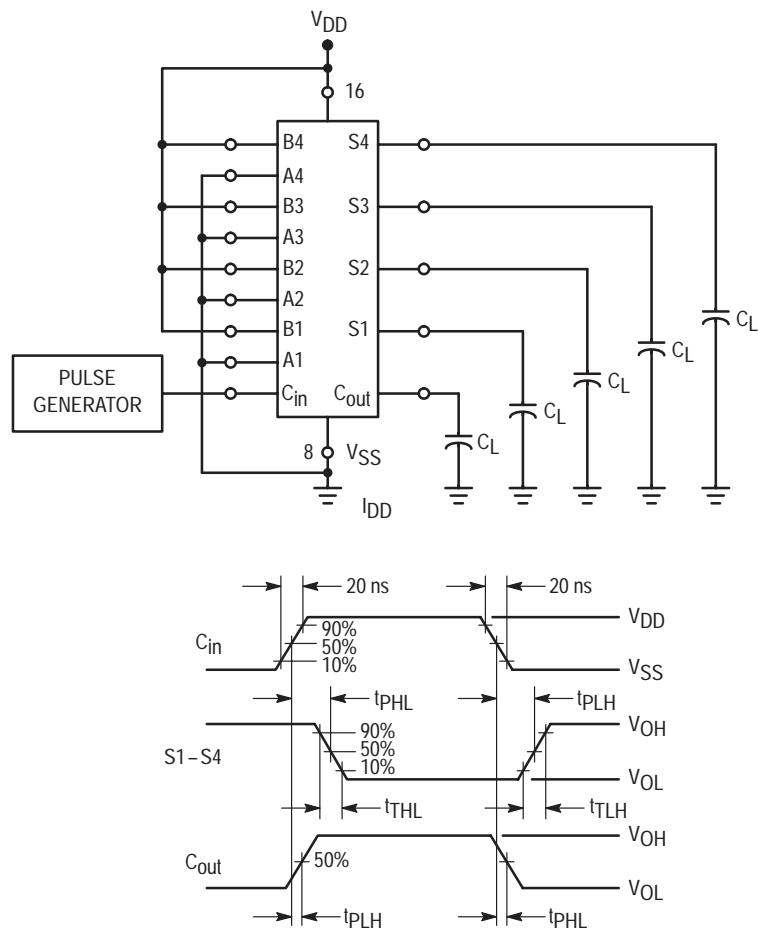 VDD
16
B4 S4
A4
B3 S3
A3
B2 S2
A2
B1 S1
A1
Cin Cout
PULSE
GENERATOR
CL
CL
CL
CL
CL
8 VSS
IDD
20 ns 20 ns
Cin
90%
50%
10%
VDD
VSS
tPHL tPLH
S1–S4
90%
50%
10%
VOH
VOL
tTHL tTLH
Cout
50%
VOH
VOL
tPLH tPHL